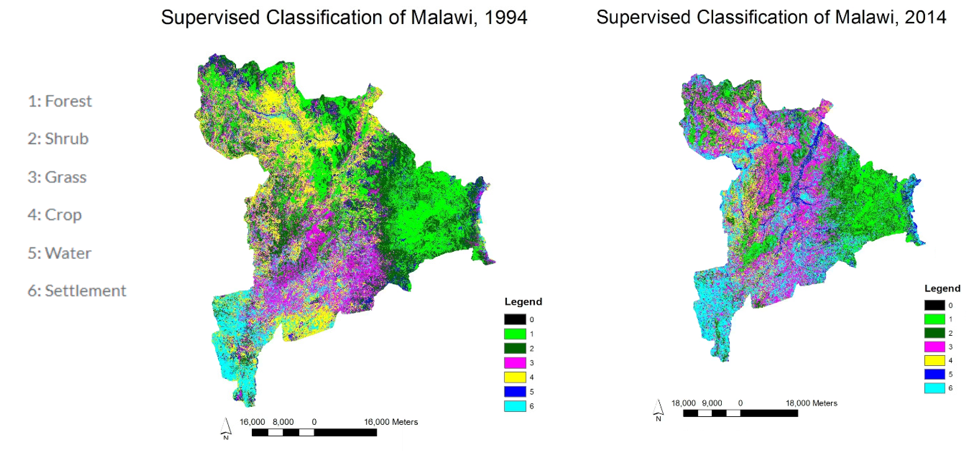 Supervised Classification of Malawi, 1994
Supervised Classification of Malawi, 2014
1: Forest
2: Shrub
3: Grass
4: Crop
5: Water
6: Settlement
Legend
0
1
2
3
4
5
6
16,000 8,000 0 16,000 Meters
N
Legend
0
1
2
3
4
5
6
18,000 9,000 0 18,000 Meters
N